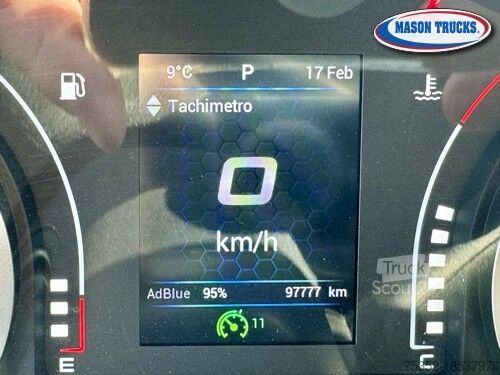 MASON TRUCKS.
9°C P 17 Feb
Tachimetro
0
km/h
AdBlue 95% 97777 km
11
E C
Truck
Scout